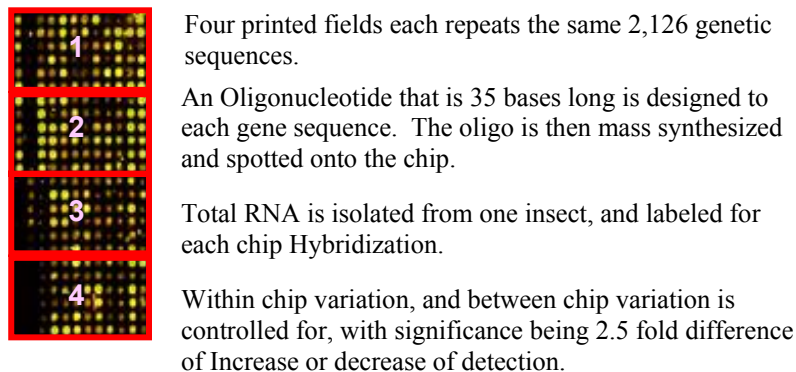 1
Four printed fields each repeats the same 2,126 genetic
sequences.
2
An Oligonucleotide that is 35 bases long is designed to
each gene sequence.  The oligo is then mass synthesized
and spotted onto the chip.
3
Total RNA is isolated from one insect, and labeled for
each chip Hybridization.
4
Within chip variation, and between chip variation is
controlled for, with significance being 2.5 fold difference
of Increase or decrease of detection.